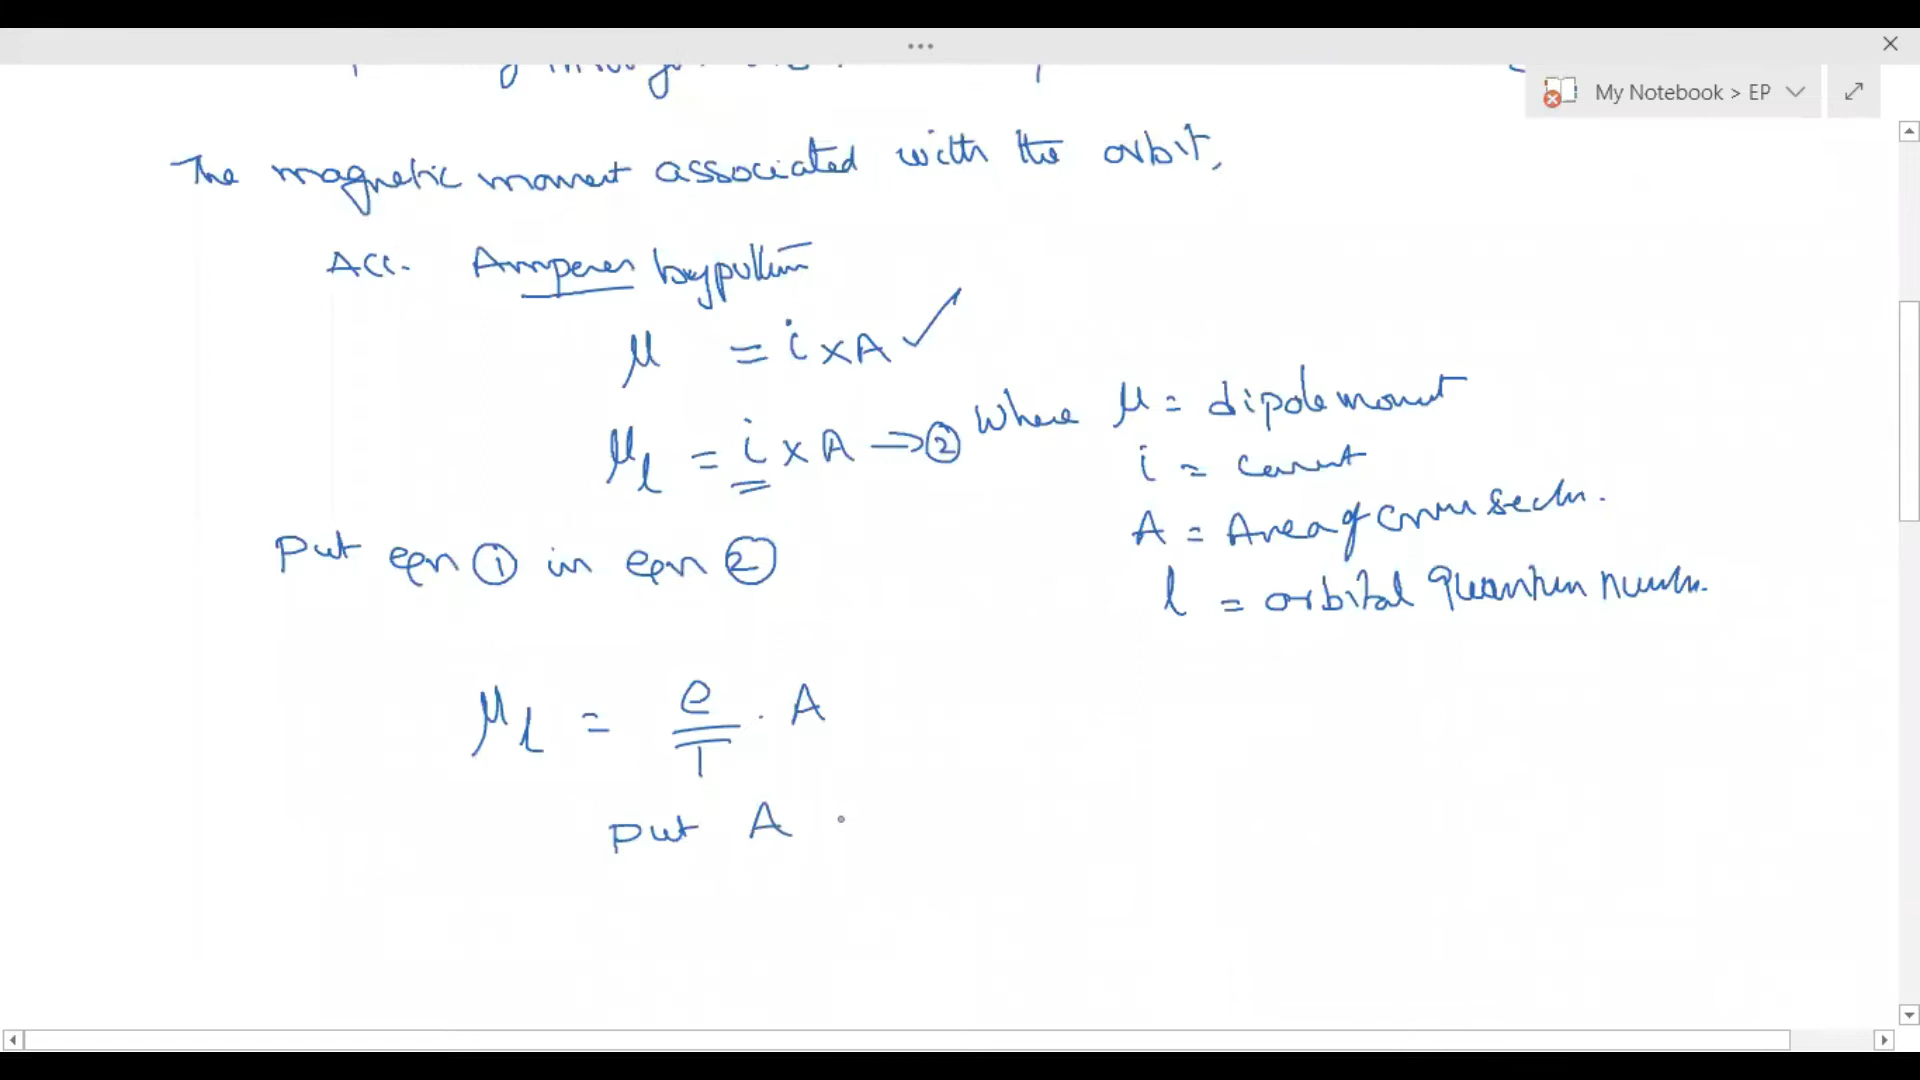 My Notebook > EP
The magnetic moment associated with the orbit,
Acc. Amperes
μ = i × A ✓
μl = i × A → ② where μ = dipole moment
i = current
A = Area of cross section.
Put eqn ① in eqn ②
l = orbital Quantum Number.
μl = e/T · A
Put A